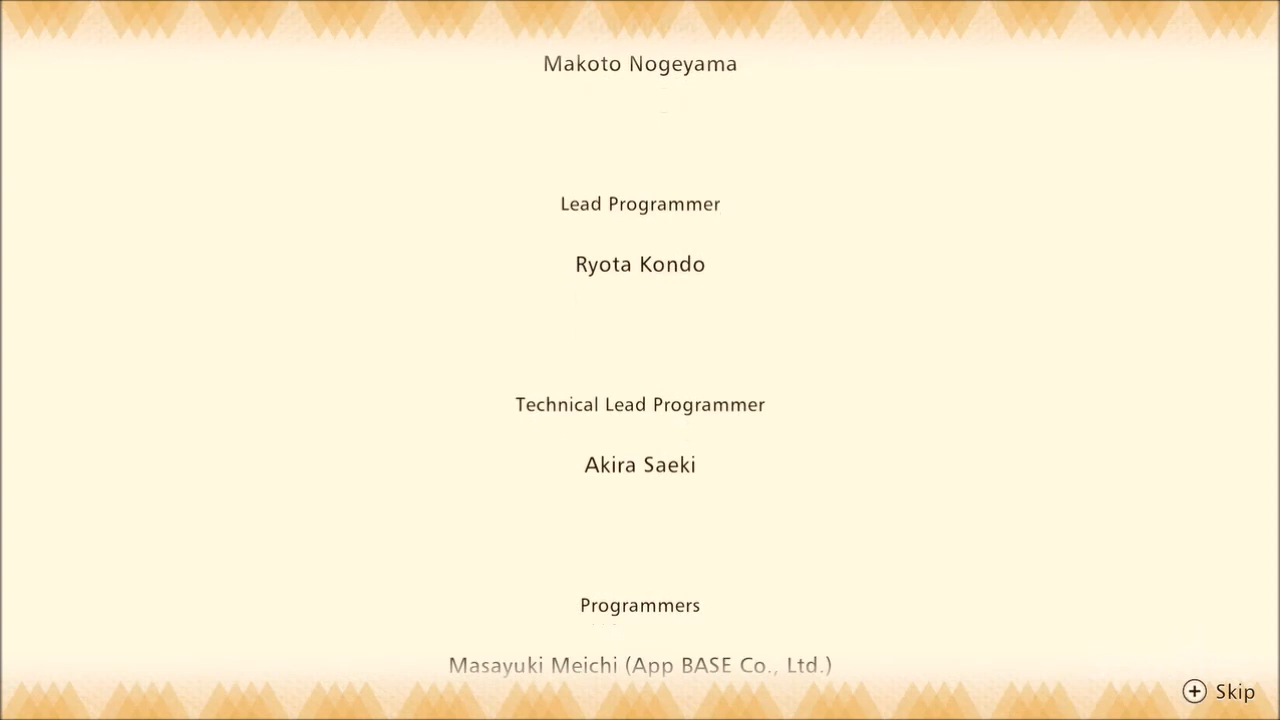 Makoto Nogeyama
Lead Programmer
Ryota Kondo
Technical Lead Programmer
Akira Saeki
Programmers
Masayuki Meichi (App BASE Co., Ltd.)
Skip